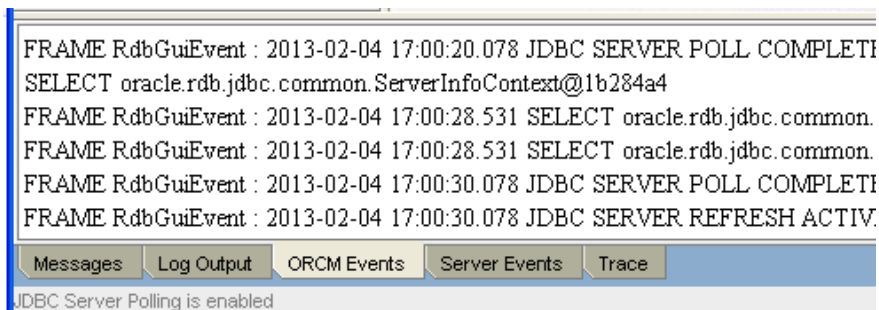 FRAME RdbGuiEvent : 2013-02-04 17:00:20.078 JDBC SERVER POLL COMPLETE
SELECT oracle.rdb.jdbc.common.ServerInfoContext@1b284a4
FRAME RdbGuiEvent : 2013-02-04 17:00:28.531 SELECT oracle.rdb.jdbc.common.
FRAME RdbGuiEvent : 2013-02-04 17:00:28.531 SELECT oracle.rdb.jdbc.common.
FRAME RdbGuiEvent : 2013-02-04 17:00:30.078 JDBC SERVER POLL COMPLETE
FRAME RdbGuiEvent : 2013-02-04 17:00:30.078 JDBC SERVER REFRESH ACTIV
Messages Log Output ORCM Events Server Events Trace
JDBC Server Polling is enabled